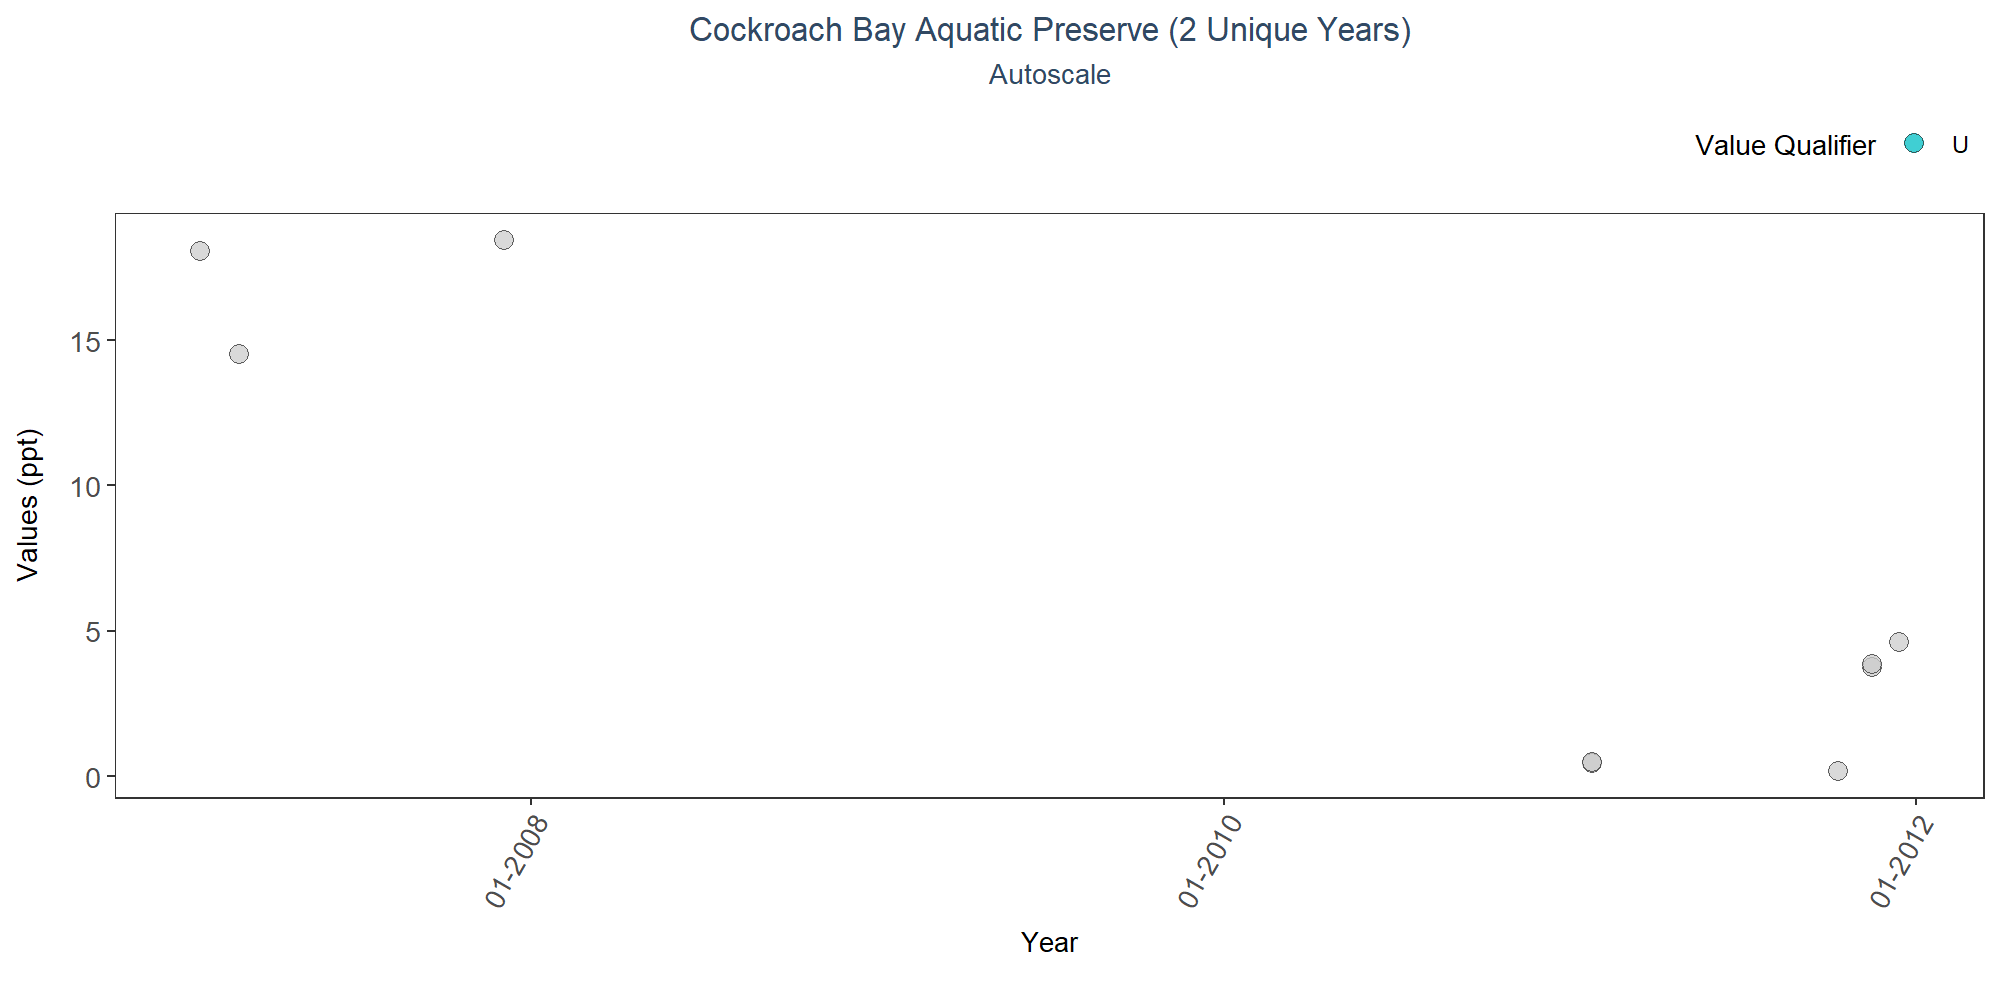 Cockroach Bay Aquatic Preserve (2 Unique Years)
Autoscale
Value Qualifier U
Values (ppt)
15
10
5
0
01-2008
01-2010
01-2012
Year